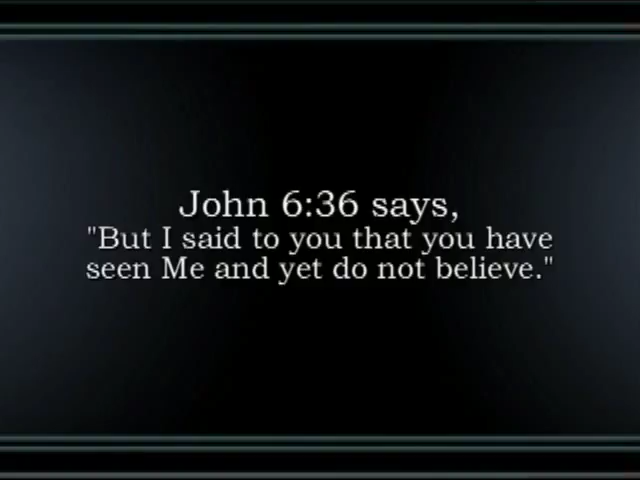 John 6:36 says,
"But I said to you that you have
seen Me and yet do not believe."